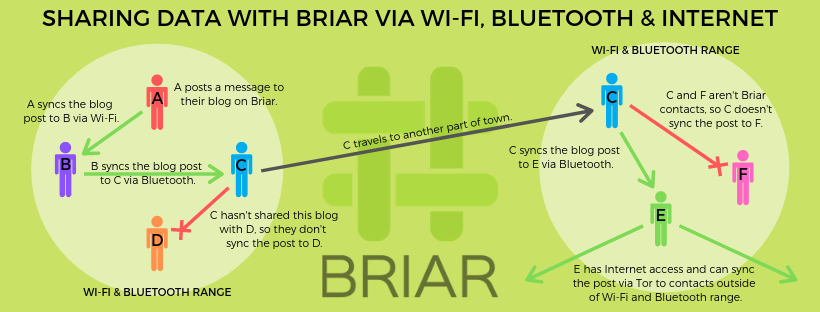 SHARING DATA WITH BRIAR VIA WI-FI, BLUETOOTH & INTERNET
A posts a message to
their blog on Briar.
A
A syncs the blog
post to B via Wi-Fi.
B
B syncs the blog post
to C via Bluetooth.
C
C hasn't shared this blog
with D, so they don't
sync the post to D.
D
WI-FI & BLUETOOTH RANGE
C travels to another part of town.
BRIAR
WI-FI & BLUETOOTH RANGE
C
C and F aren't Briar
contacts, so C doesn't
sync the post to F.
F
C syncs the blog post
to E via Bluetooth.
E
E has Internet access and can sync
the post via Tor to contacts outside
of Wi-Fi and Bluetooth range.